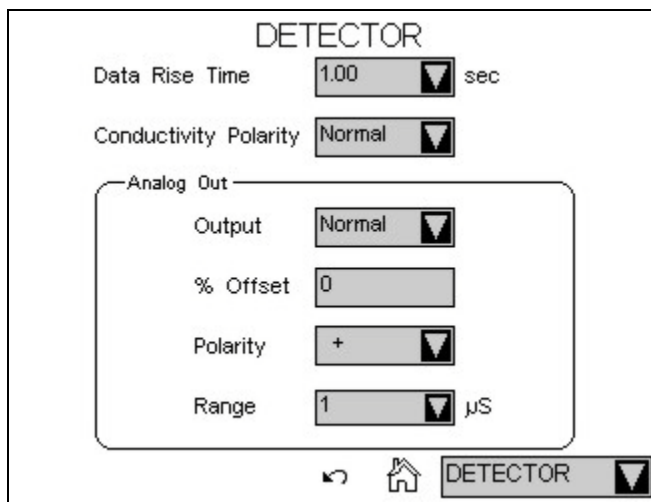 DETECTOR
Data Rise Time 1.00 sec
Conductivity Polarity Normal
Analog Out
Output Normal
% Offset 0
Polarity +
Range 1 µS
DETECTOR